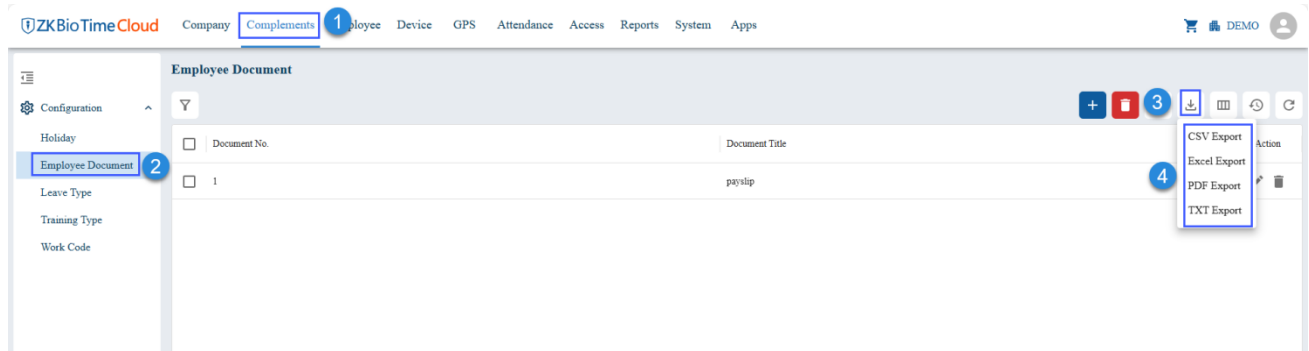 ZKBioTime Cloud Company Complements 1 ployee Device GPS Attendance Access Reports System Apps DEMO
Employee Document
Configuration
3
Holiday
Document No. Document Title CSV Export Action
Employee Document 2
Excel Export
1 payslip 4 PDF Export
Leave Type
TXT Export
Training Type
Work Code